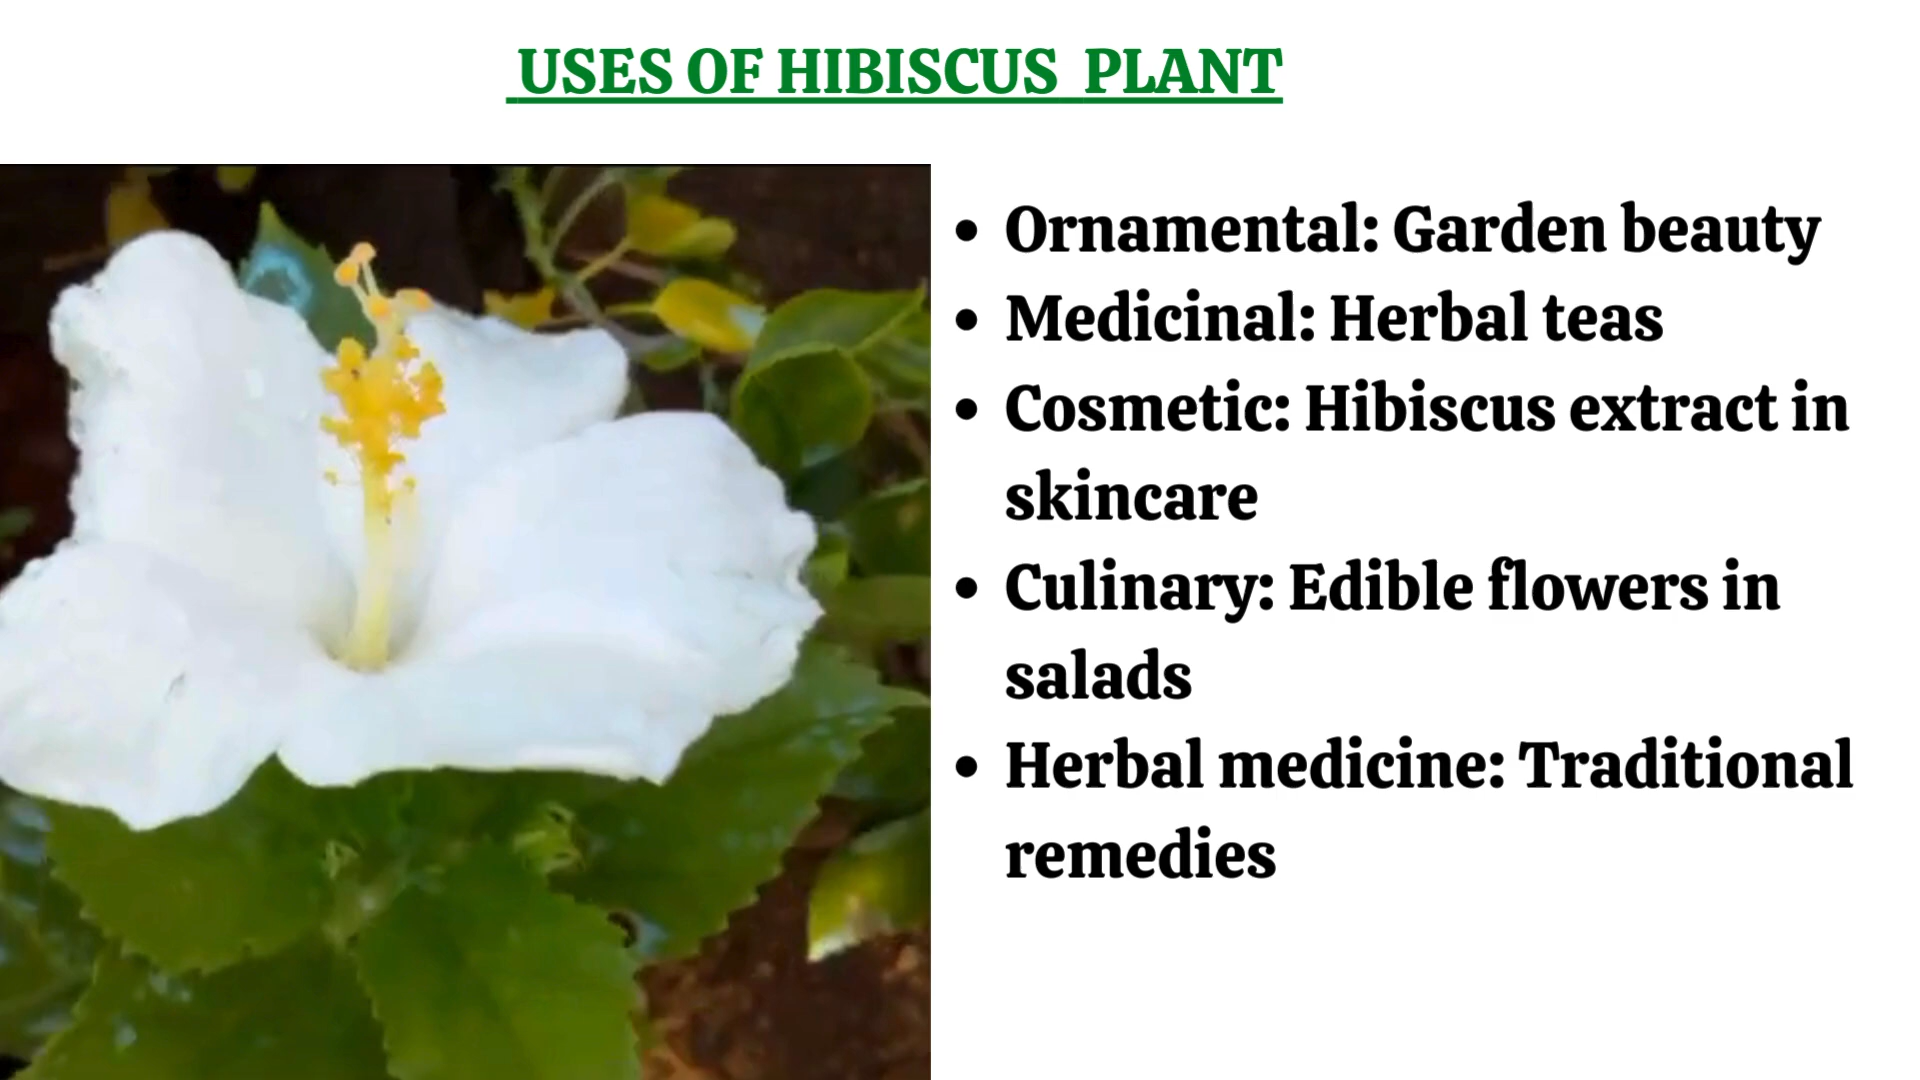 USES OF HIBISCUS PLANT
• Ornamental: Garden beauty
• Medicinal: Herbal teas
• Cosmetic: Hibiscus extract in
skincare
• Culinary: Edible flowers in
salads
• Herbal medicine: Traditional
remedies